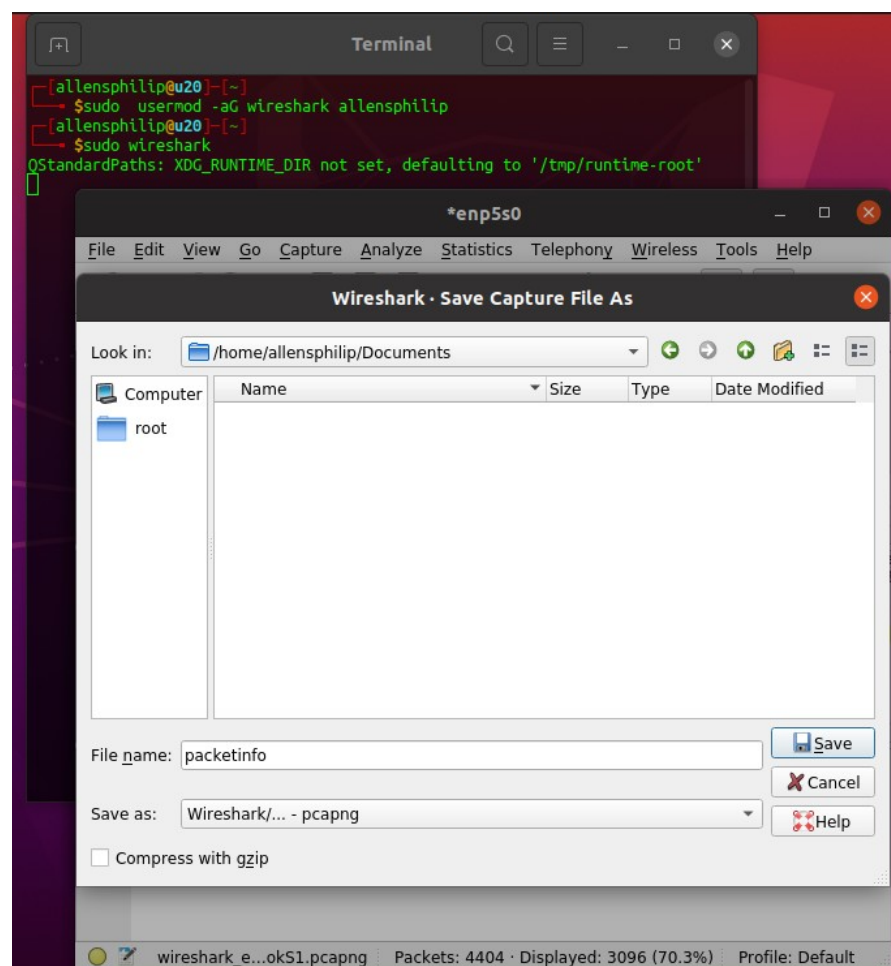 Terminal
[allensphilip@u20]-[~]
$sudo  usermod -aG wireshark allensphilip
[allensphilip@u20]-[~]
$sudo wireshark
QStandardPaths: XDG_RUNTIME_DIR not set, defaulting to '/tmp/runtime-root'
*enp5s0
File Edit View Go Capture Analyze Statistics Telephony Wireless Tools Help
Wireshark · Save Capture File As
Look in: /home/allensphilip/Documents
Computer Name Size Type Date Modified
root
File name: packetinfo
Save
Cancel
Save as: Wireshark/... - pcapng
Help
Compress with gzip
wireshark_e...okS1.pcapng Packets: 4404 · Displayed: 3096 (70.3%) Profile: Default